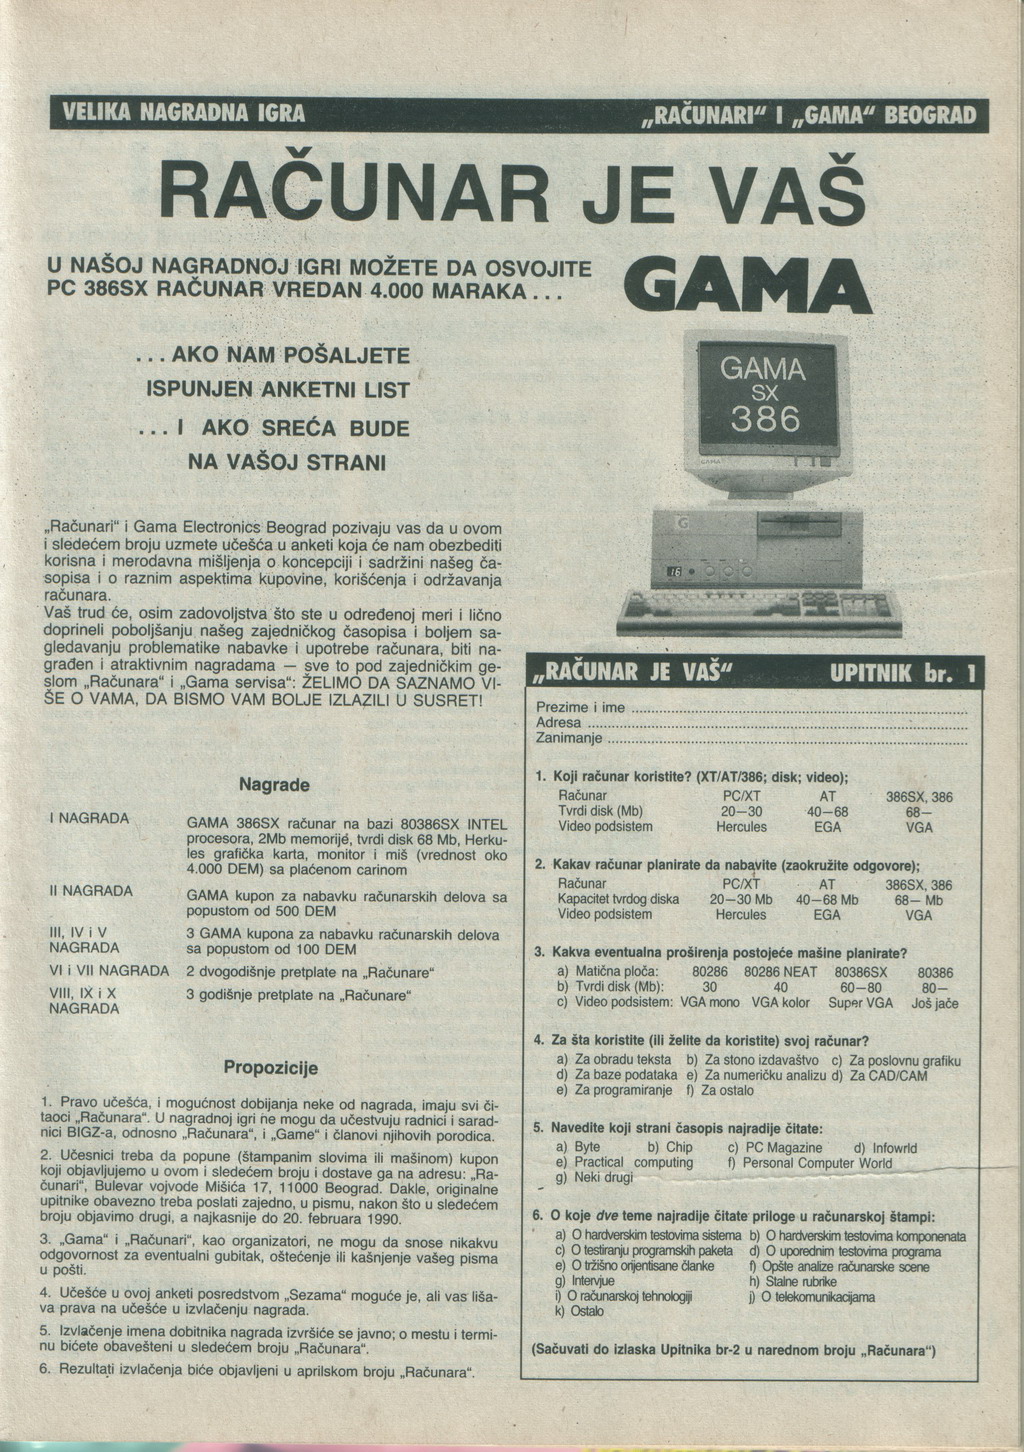 VELIKA NAGRADNA IGRA
„RAČUNARI" I „GAMA" BEOGRAD
RAČUNAR JE VAŠ
U NAŠOJ NAGRADNOJ IGRI MOŽETE DA OSVOJITE
PC 386SX RAČUNAR VREDAN 4.000 MARAKA ...
GAMA
... AKO NAM POŠALJETE
ISPUNJEN ANKETNI LIST
... I AKO SREĆA BUDE
NA VAŠOJ STRANI
GAMA
SX
386
GAMA
G
16
„Računari" i Gama Electronics Beograd pozivaju vas da u ovom
i sledećem broju uzmete učešća u anketi koja će nam obezbediti
korisna i merodavna mišljenja o koncepciji i sadržini našeg ča-
sopisa i o raznim aspektima kupovine, korišćenja i održavanja
računara.
Vaš trud će, osim zadovoljstva što ste u određenoj meri i lično
doprineli poboljšanju našeg zajedničkog časopisa i boljem sa-
gledavanju problematike nabavke i upotrebe računara, biti na-
građen i atraktivnim nagradama — sve to pod zajedničkim ge-
slom „Računara" i „Gama servisa": ŽELIMO DA SAZNAMO VI-
ŠE O VAMA, DA BISMO VAM BOLJE IZLAZILI U SUSRET!
Nagrade
I NAGRADA GAMA 386SX računar na bazi 80386SX INTEL
procesora, 2Mb memorije, tvrdi disk 68 Mb, Herku-
les grafička karta, monitor i miš (vrednost oko
4.000 DEM) sa plaćenom carinom
II NAGRADA GAMA kupon za nabavku računarskih delova sa
popustom od 500 DEM
III, IV i V 3 GAMA kupona za nabavku računarskih delova
NAGRADA sa popustom od 100 DEM
VI i VII NAGRADA 2 dvogodišnje pretplate na „Računare"
VIII, IX i X 3 godišnje pretplate na „Računare"
NAGRADA
Propozicije
1. Pravo učešća, i mogućnost dobijanja neke od nagrada, imaju svi či-
taoci „Računara". U nagradnoj igri ne mogu da učestvuju radnici i sarad-
nici BIGZ-a, odnosno „Računara", i „Game" i članovi njihovih porodica.
2. Učesnici treba da popune (štampanim slovima ili mašinom) kupon
koji objavljujemo u ovom i sledećem broju i dostave ga na adresu: „Ra-
čunari", Bulevar vojvode Mišića 17, 11000 Beograd. Dakle, originalne
upitnike obavezno treba poslati zajedno, u pismu, nakon što u sledećem
broju objavimo drugi, a najkasnije do 20. februara 1990.
3. „Gama" i „Računari", kao organizatori, ne mogu da snose nikakvu
odgovornost za eventualni gubitak, oštećenje ili kašnjenje vašeg pisma
u pošti.
4. Učešće u ovoj anketi posredstvom „Sezama" moguće je, ali vas liša-
va prava na učešće u izvlačenju nagrada.
5. Izvlačenje imena dobitnika nagrada izvršiće se javno; o mestu i termi-
nu bićete obavešteni u sledećem broju „Računara".
6. Rezultati izvlačenja biće objavljeni u aprilskom broju „Računara".
„RAČUNAR JE VAŠ" UPITNIK br. 1
Prezime i ime
Adresa
Zanimanje
1. Koji računar koristite? (XT/AT/386; disk; video);
Računar PC/XT AT 386SX, 386
Tvrdi disk (Mb) 20—30 40—68 68—
Video podsistem Hercules EGA VGA
2. Kakav računar planirate da nabavite (zaokružite odgovore);
Računar PC/XT AT 386SX, 386
Kapacitet tvrdog diska 20—30 Mb 40—68 Mb 68— Mb
Video podsistem Hercules EGA VGA
3. Kakva eventualna proširenja postojeće mašine planirate?
a) Matična ploča: 80286 80286 NEAT 80386SX 80386
b) Tvrdi disk (Mb): 30 40 60—80 80—
c) Video podsistem: VGA mono VGA kolor Super VGA Još jače
4. Za šta koristite (ili želite da koristite) svoj računar?
a) Za obradu teksta b) Za stono izdavaštvo c) Za poslovnu grafiku
d) Za baze podataka e) Za numeričku analizu d) Za CAD/CAM
e) Za programiranje f) Za ostalo
5. Navedite koji strani časopis najradije čitate:
a) Byte b) Chip c) PC Magazine d) Infowrld
e) Practical computing f) Personal Computer World
g) Neki drugi
6. O koje dve teme najradije čitate priloge u računarskoj štampi:
a) O hardverskim testovima sistema b) O hardverskim testovima komponenata
c) O testiranju programskih paketa d) O uporednim testovima programa
e) O tržišno orijentisane članke f) Opšte analize računarske scene
g) Intervjue h) Stalne rubrike
i) O računarskoj tehnologiji j) O telekomunikacijama
k) Ostalo
(Sačuvati do izlaska Upitnika br-2 u narednom broju „Računara")